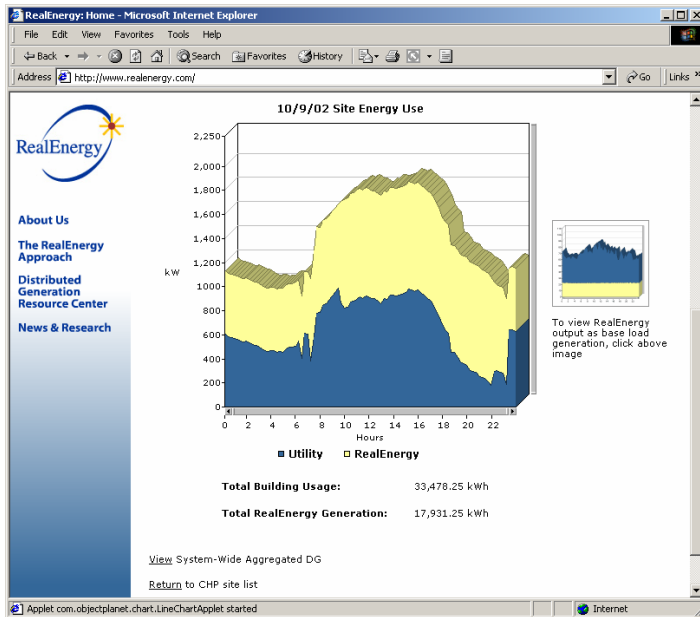 RealEnergy: Home - Microsoft Internet Explorer
File Edit View Favorites Tools Help
Back Search Favorites History
Address http://www.realenergy.com/ Go Links »
RealEnergy
About Us
The RealEnergy
Approach
Distributed
Generation
Resource Center
News & Research
10/9/02 Site Energy Use
2,250
2,000
1,800
1,600
1,400
1,200
kW
1,000
800
600
400
200
0
0 2 4 6 8 10 12 14 16 18 20 22
Hours
Utility RealEnergy
To view RealEnergy
output as base load
generation, click above
image
Total Building Usage: 33,478.25 kWh
Total RealEnergy Generation: 17,931.25 kWh
View System-Wide Aggregated DG
Return to CHP site list
Applet com.objectplanet.chart.LineChartApplet started Internet